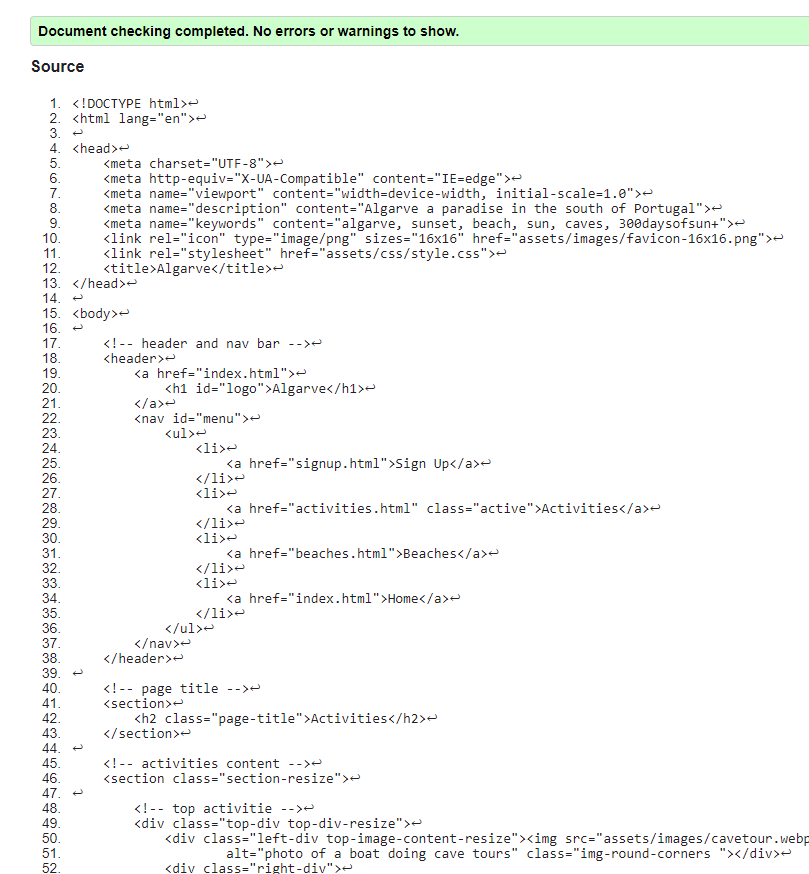 Document checking completed. No errors or warnings to show.
Source
1. <!DOCTYPE html>↩
2. <html lang="en">↩
3. ↩
4. <head>↩
5. <meta charset="UTF-8">↩
6. <meta http-equiv="X-UA-Compatible" content="IE=edge">↩
7. <meta name="viewport" content="width=device-width, initial-scale=1.0">↩
8. <meta name="description" content="Algarve a paradise in the south of Portugal">↩
9. <meta name="keywords" content="algarve, sunset, beach, sun, caves, 300daysofsun+">↩
10. <link rel="icon" type="image/png" sizes="16x16" href="assets/images/favicon-16x16.png">↩
11. <link rel="stylesheet" href="assets/css/style.css">↩
12. <title>Algarve</title>↩
13. </head>↩
14. ↩
15. <body>↩
16. ↩
17. <!-- header and nav bar -->↩
18. <header>↩
19. <a href="index.html">↩
20. <h1 id="logo">Algarve</h1>↩
21. </a>↩
22. <nav id="menu">↩
23. <ul>↩
24. <li>↩
25. <a href="signup.html">Sign Up</a>↩
26. </li>↩
27. <li>↩
28. <a href="activities.html" class="active">Activities</a>↩
29. </li>↩
30. <li>↩
31. <a href="beaches.html">Beaches</a>↩
32. </li>↩
33. <li>↩
34. <a href="index.html">Home</a>↩
35. </li>↩
36. </ul>↩
37. </nav>↩
38. </header>↩
39. ↩
40. <!-- page title -->↩
41. <section>↩
42. <h2 class="page-title">Activities</h2>↩
43. </section>↩
44. ↩
45. <!-- activities content -->↩
46. <section class="section-resize">↩
47. ↩
48. <!-- top activitie -->↩
49. <div class="top-div top-div-resize">↩
50. <div class="left-div top-image-content-resize"><img src="assets/images/cavetour.webp
51. alt="photo of a boat doing cave tours" class="img-round-corners "></div>↩
52. <div class="right-div">↩